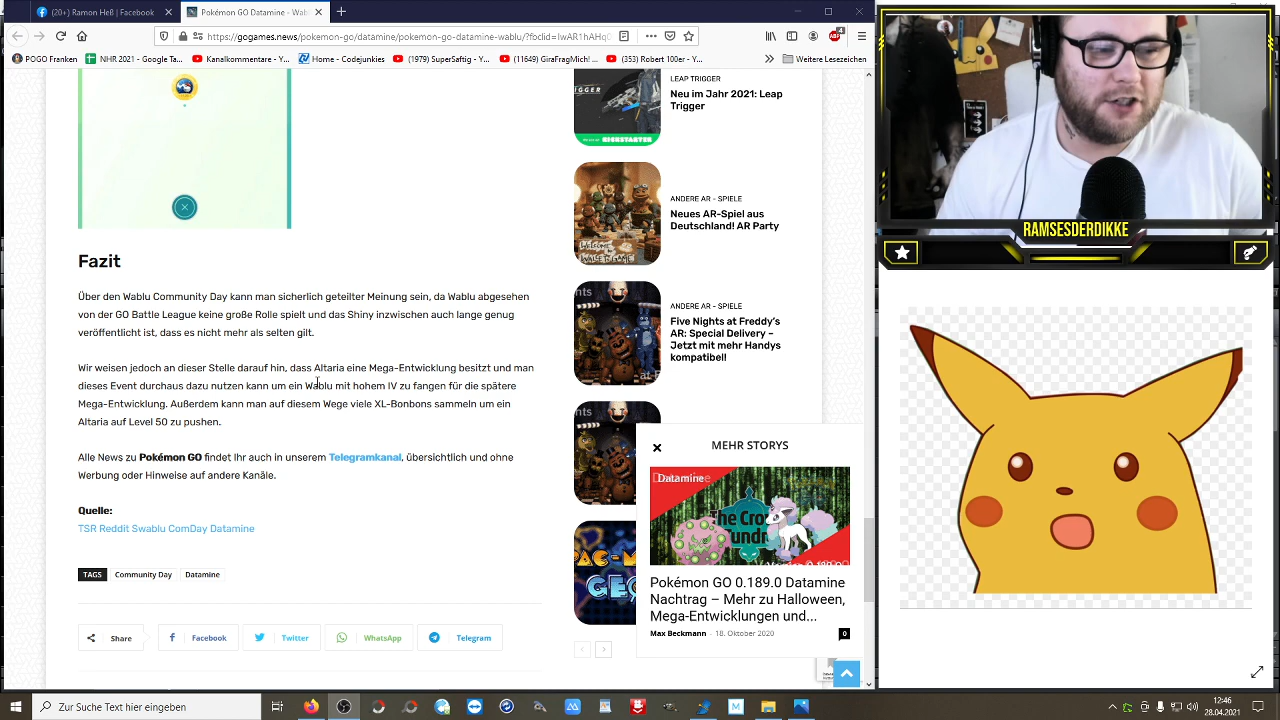 (20+) Ramon Hell | Facebook
Pokémon GO Datamine - Wab
https://pogames.news/pokemon-go/datamine/pokemon-go-datamine-wablu/?fbclid=IwAR1hAHqG
POGO Franken
NHR 2021 - Google Ta...
Kanalkommentare - Y...
Home - Codejunkies
(1979) SuperSaftig - Y...
(11649) GiraFragMich! ...
(353) Robert 100er - Y...
Weitere Lesezeichen
Fazit
Über den Wablu Community Day kann man sicherlich geteilter Meinung sein, da Wablu abgesehen
von der GO Battle League keine große Rolle spielt und das Shiny inzwischen auch lange genug
veröffentlicht ist, dass es nicht mehr als selten gilt.
Wir weisen jedoch an dieser Stelle darauf hin, dass Altaria eine Mega-Entwicklung besitzt und man
dieses Event durchaus dazu nutzen kann um ein Wablu mit hohem IV zu fangen für die spätere
Mega-Entwicklung. Außerdem kann man auf diesem Wege viele XL-Bonbons sammeln um ein
Altaria auf Level 50 zu pushen.
Alle News zu Pokémon GO findet Ihr auch in unserem Telegramkanal, übersichtlich und ohne
Werbung oder Hinweise auf andere Kanäle.
Quelle:
TSR Reddit Swablu ComDay Datamine
TAGS
Community Day
Datamine
Share
Facebook
Twitter
WhatsApp
Telegram
KICKSTARTER
LEAP TRIGGER
Neu im Jahr 2021: Leap
Trigger
WELCOME
ANDERE AR - SPIELE
Neues AR-Spiel aus
Deutschland! AR Party
ANDERE AR - SPIELE
Five Nights at Freddy's
AR: Special Delivery –
Jetzt mit mehr Handys
kompatibel!
MEHR STORYS
Datamine
Pokémon GO 0.189.0 Datamine
Nachtrag – Mehr zu Halloween,
Mega-Entwicklungen und...
Max Beckmann - 18. Oktober 2020
0
RAMSESDERDIKKE
Zur Suche Text hier eingeben
12:46
28.04.2021